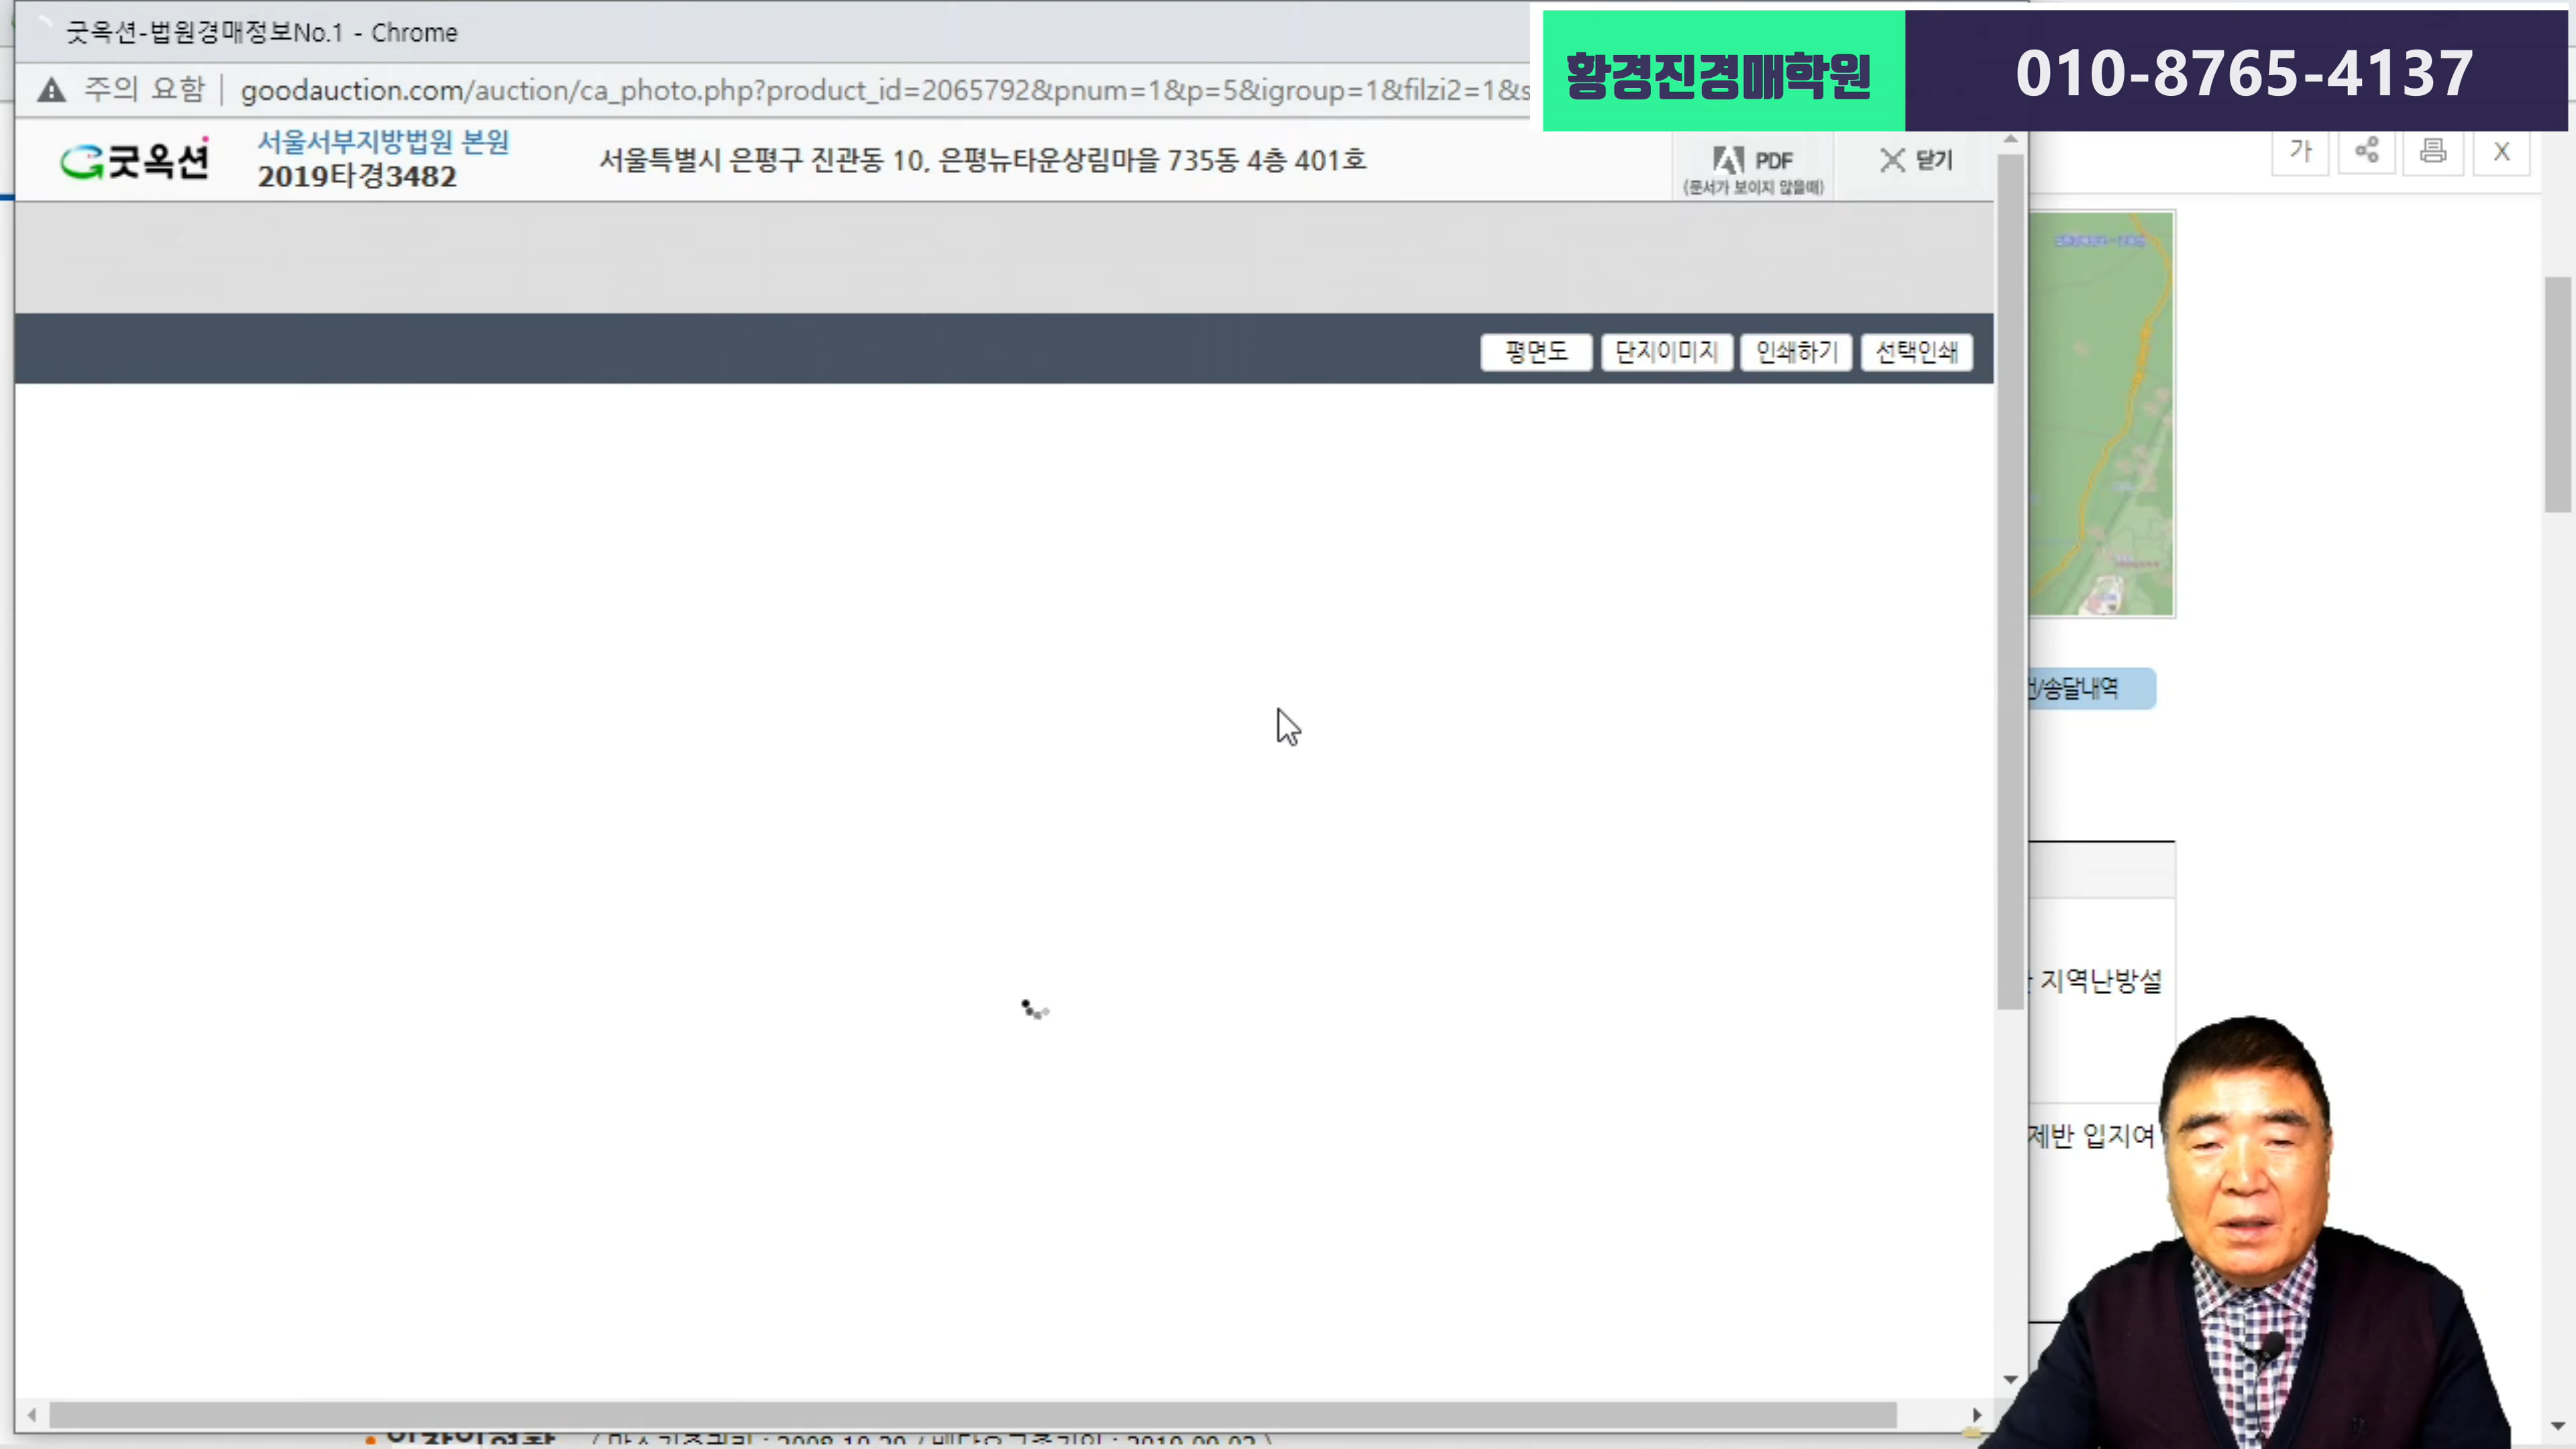 굿옥션-법원경매정보No.1 - Chrome
황경진경매학원 010-8765-4137
주의 요함 goodauction.com/auction/ca_photo.php?product_id=2065792&pnum=1&p=5&igroup=1&filzi2=1&s
굿옥션
서울서부지방법원 본원
2019타경3482
서울특별시 은평구 진관동 10, 은평뉴타운상림마을 735동 4층 401호
PDF
(문서가 보이지 않을때)
닫기
가 X
평면도 단지이미지 인쇄하기 선택인쇄
/송달내역
지역난방설
제반 입지여